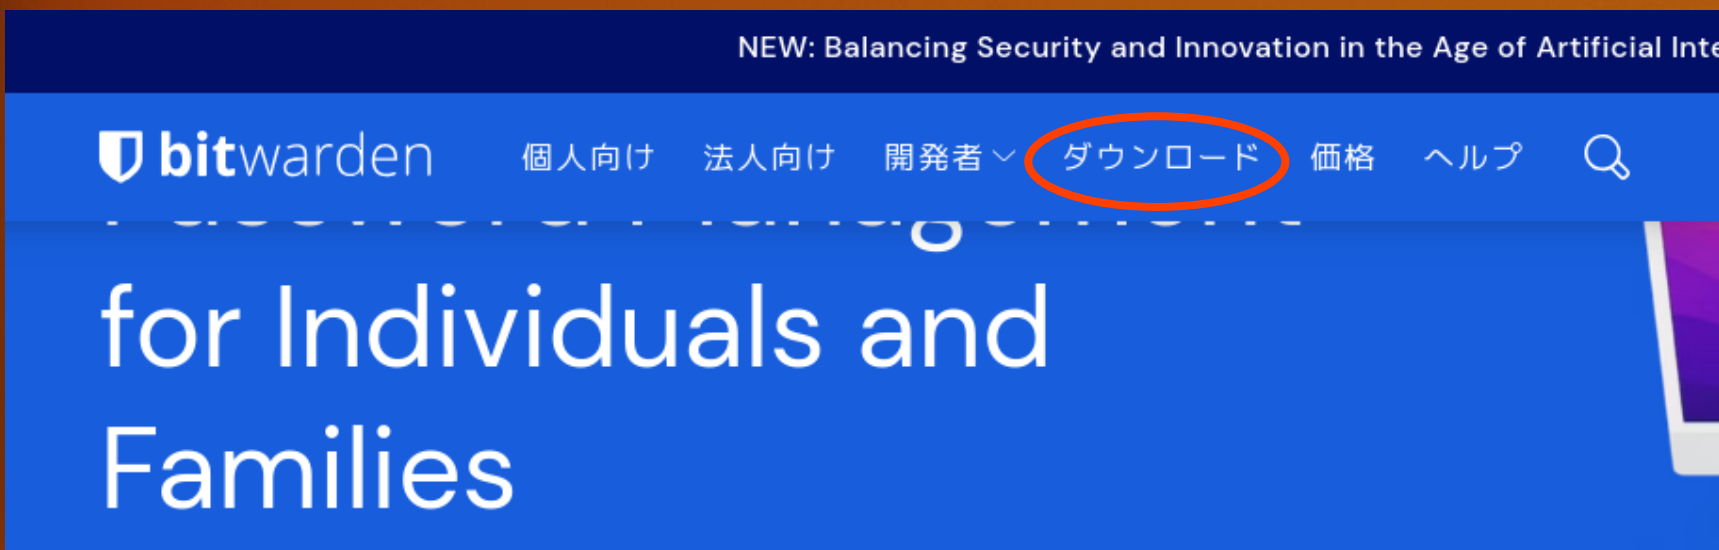 NEW: Balancing Security and Innovation in the Age of Artificial
bitwarden 個人向け 法人向け 開発者 ダウンロード 価格 ヘルプ
for Individuals and
Families